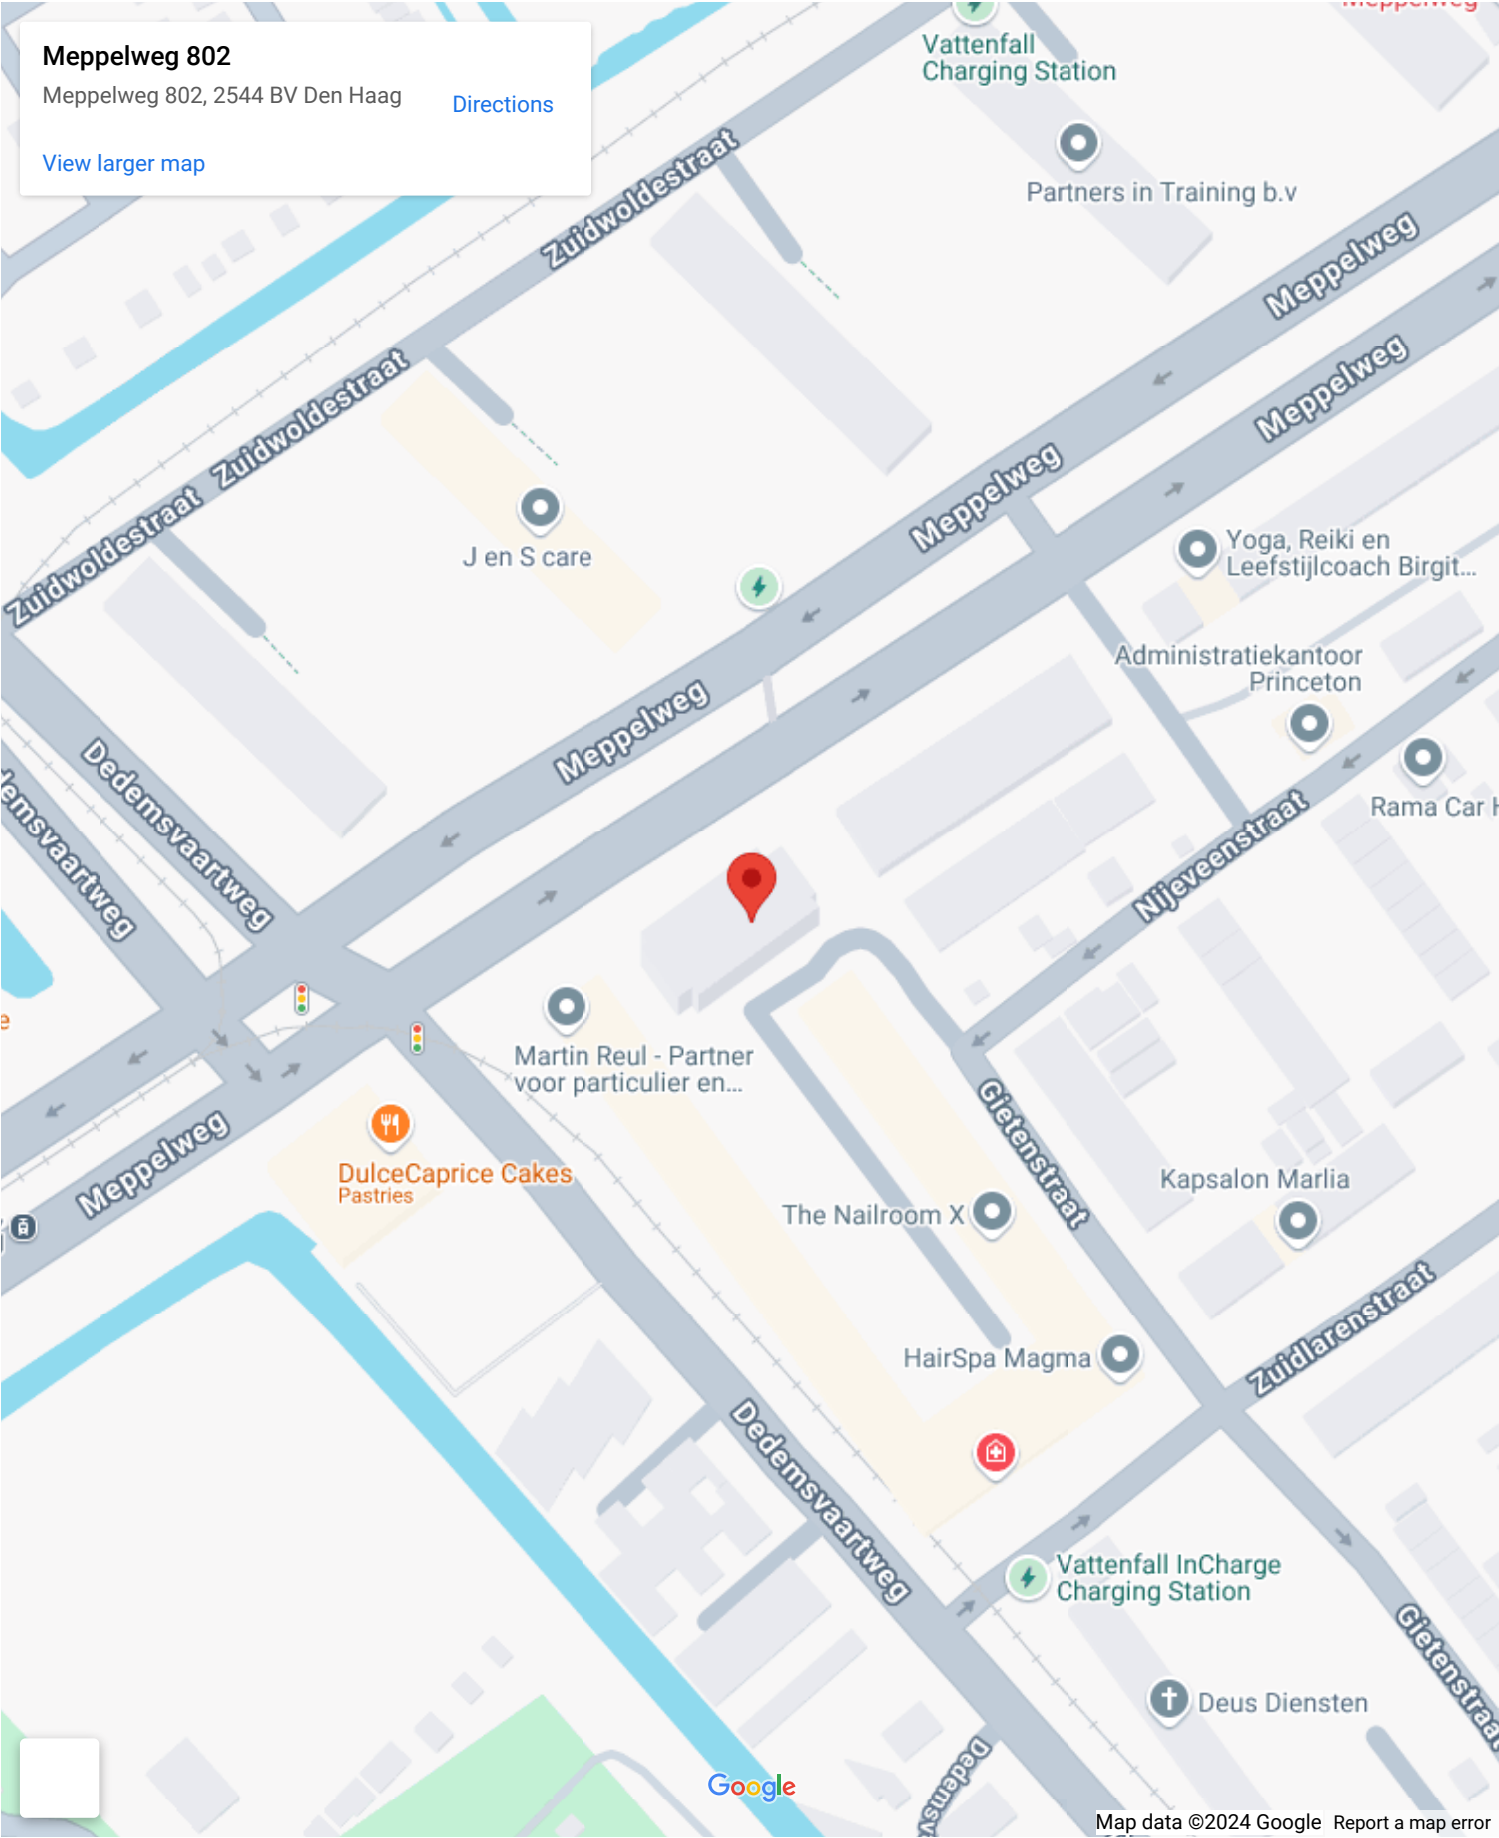 Meppelweg 802
Meppelweg 802, 2544 BV Den Haag
Directions
View larger map
Meppelweg
Vattenfall
Charging Station
Partners in Training b.v
Zuidwoldestraat
Meppelweg
Meppelweg
Zuidwoldestraat
Meppelweg
Zuidwoldestraat
J en S care
Yoga, Reiki en
Leefstijlcoach Birgit...
Administratiekantoor
Princeton
Meppelweg
Dedemsvaartweg
emsvaartweg
Rama Car H
Nijeveenstraat
e
Martin Reul - Partner
voor particulier en...
Gietenstraat
Meppelweg
DulceCaprice Cakes
Pastries
Kapsalon Marlia
The Nailroom X
Zuidlarenstraat
HairSpa Magma
Dedemsvaartweg
Vattenfall InCharge
Charging Station
Gietenstraat
Deus Diensten
Dedemsv
Google
Map data ©2024 Google
Report a map error